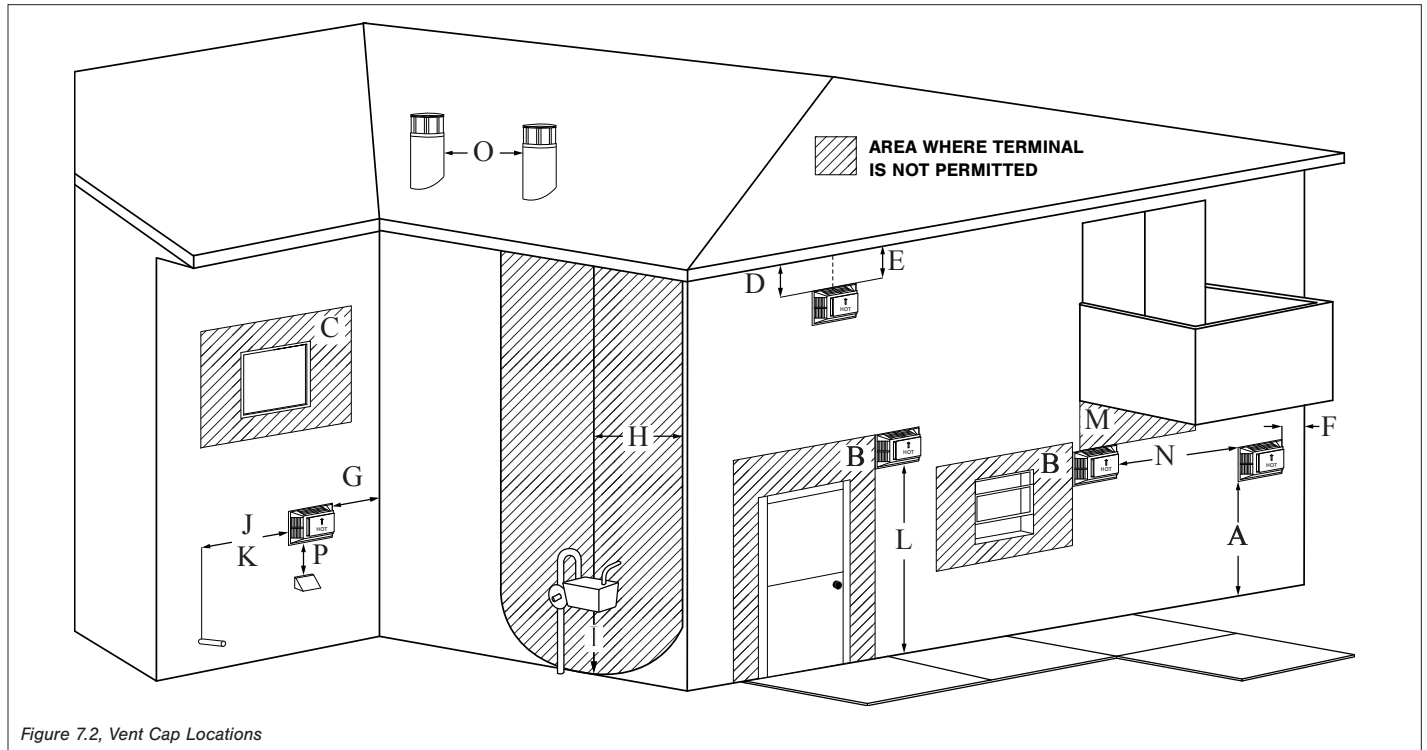 O
AREA WHERE TERMINAL
IS NOT PERMITTED
D
E
HOT
C
H
M
F
B
HOT
B
HOT
N
HOT
G
J
K
HOT
P
L
A
I
Figure 7.2, Vent Cap Locations